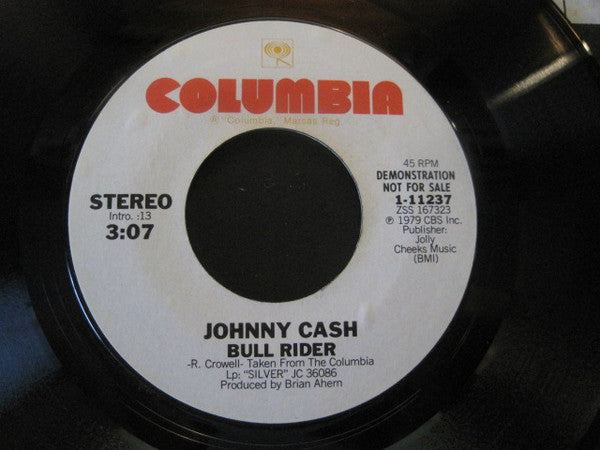 COLUMBIA
® "Columbia, Marcas Reg.
45 RPM
DEMONSTRATION
NOT FOR SALE
1-11237
ZSS 167323
℗ 1979 CBS Inc.
Publisher:
Jolly
Cheeks Music
(BMI)
STEREO
Intro. :13
3:07
JOHNNY CASH
BULL RIDER
-R. Crowell- Taken From The Columbia
Lp: "SILVER" JC 36086
Produced by Brian Ahern